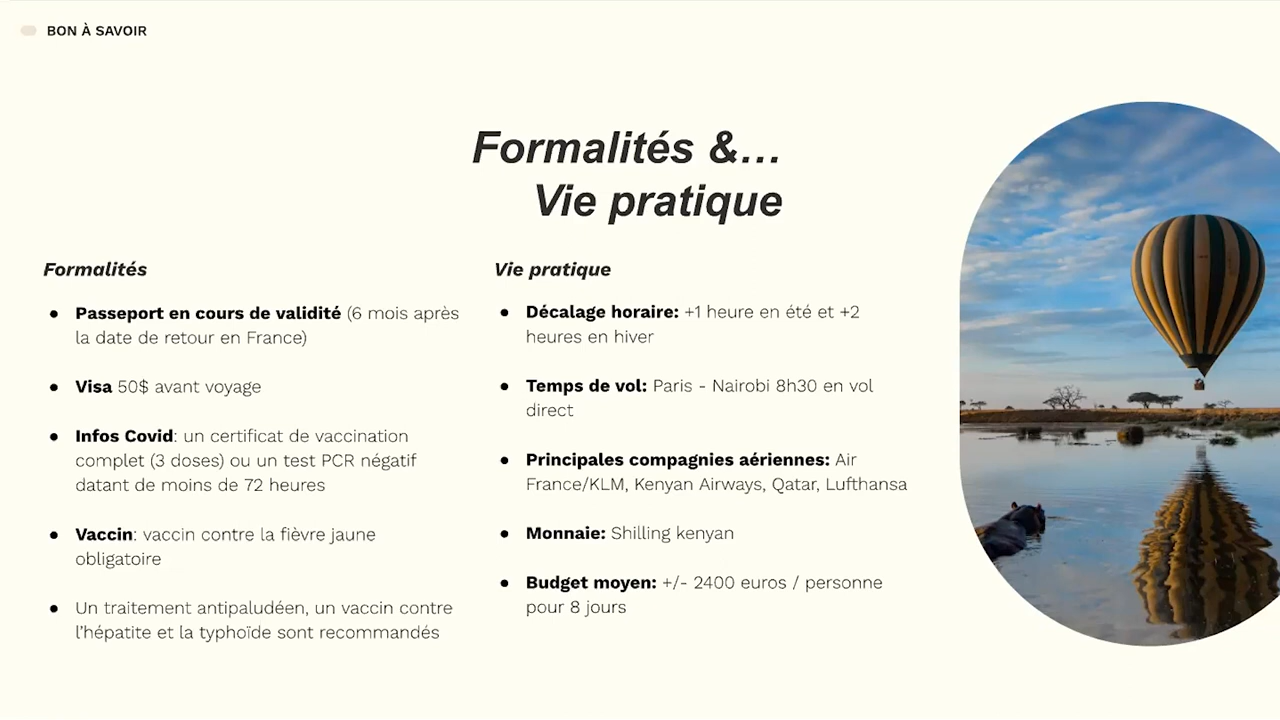 BON À SAVOIR
Formalités &...
Vie pratique
Formalités
● Passeport en cours de validité (6 mois après
la date de retour en France)
● Visa 50$ avant voyage
● Infos Covid: un certificat de vaccination
complet (3 doses) ou un test PCR négatif
datant de moins de 72 heures
● Vaccin: vaccin contre la fièvre jaune
obligatoire
● Un traitement antipaludéen, un vaccin contre
l'hépatite et la typhoïde sont recommandés
Vie pratique
● Décalage horaire: +1 heure en été et +2
heures en hiver
● Temps de vol: Paris - Nairobi 8h30 en vol
direct
● Principales compagnies aériennes: Air
France/KLM, Kenyan Airways, Qatar, Lufthansa
● Monnaie: Shilling kenyan
● Budget moyen: +/- 2400 euros / personne
pour 8 jours